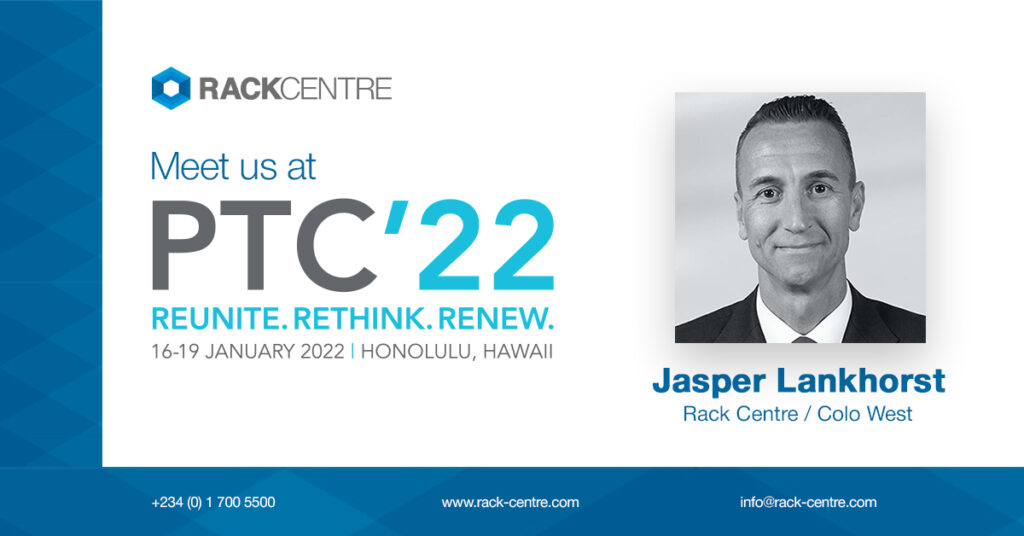 RACKCENTRE
Meet us at
PTC'22
REUNITE. RETHINK. RENEW.
16-19 JANUARY 2022 | HONOLULU, HAWAII
Jasper Lankhorst
Rack Centre / Colo West
+234 (0) 1 700 5500
www.rack-centre.com
info@rack-centre.com